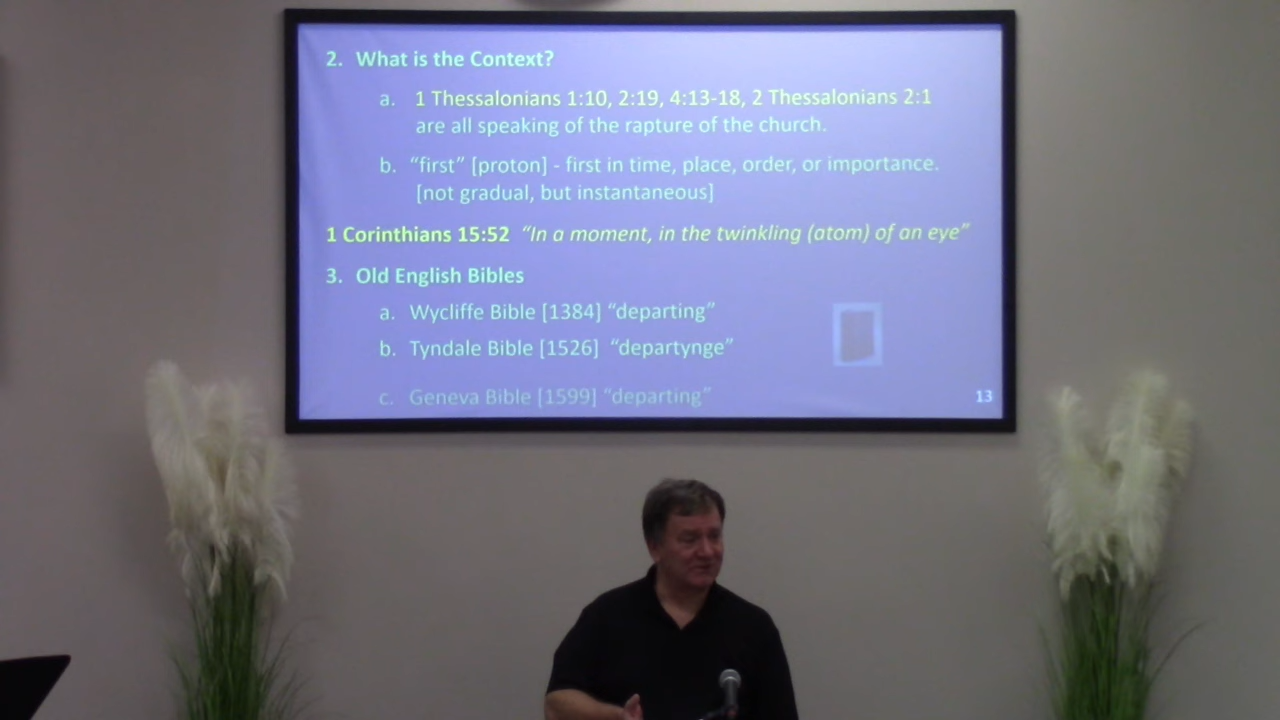 2. What is the Context?
a. 1 Thessalonians 1:10, 2:19, 4:13-18, 2 Thessalonians 2:1
are all speaking of the rapture of the church.
b. “first” [proton] - first in time, place, order, or importance.
[not gradual, but instantaneous]
1 Corinthians 15:52 “In a moment, in the twinkling (atom) of an eye”
3. Old English Bibles
a. Wycliffe Bible [1384] “departing”
b. Tyndale Bible [1526] “departynge”
c. Geneva Bible [1599] “departing”
13